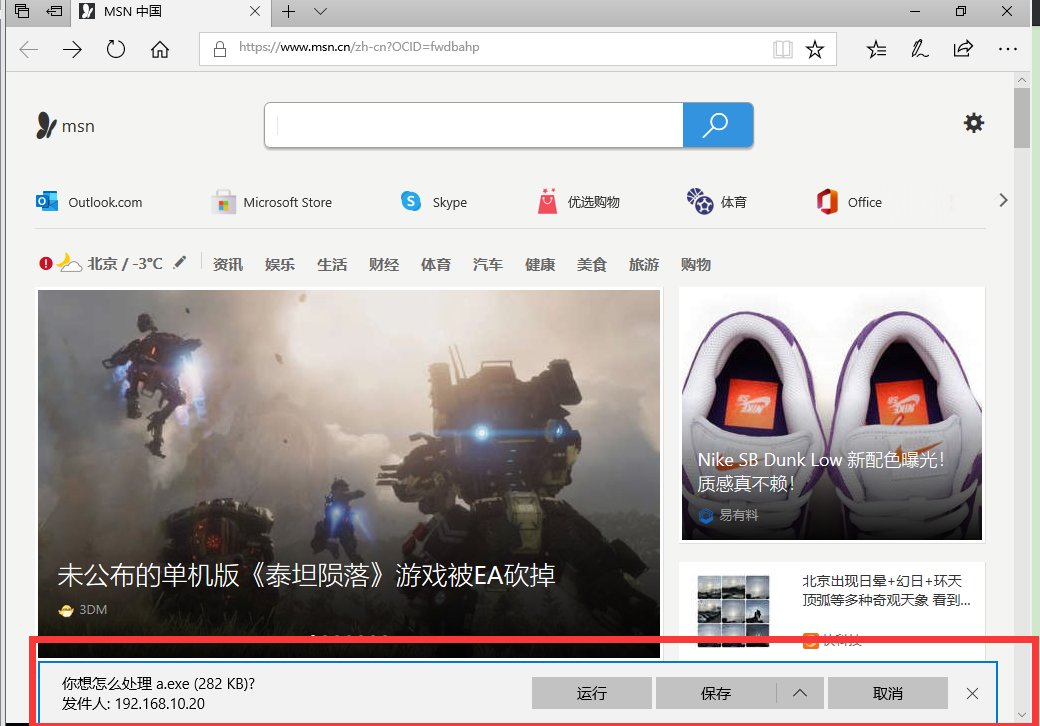 MSN 中国
https://www.msn.cn/zh-cn?OCID=fwdbahp
msn
Outlook.com
Microsoft Store
Skype
优选购物
体育
Office
北京 / -3°C
资讯 娱乐 生活 财经 体育 汽车 健康 美食 旅游 购物
未公布的单机版《泰坦陨落》游戏被EA砍掉
3DM
Nike SB Dunk Low 新配色曝光!
质感真不赖!
易有料
北京出现日晕+幻日+环天
顶弧等多种奇观天象 看到...
快科技
你想怎么处理 a.exe (282 KB)?
发件人: 192.168.10.20
运行
保存
取消